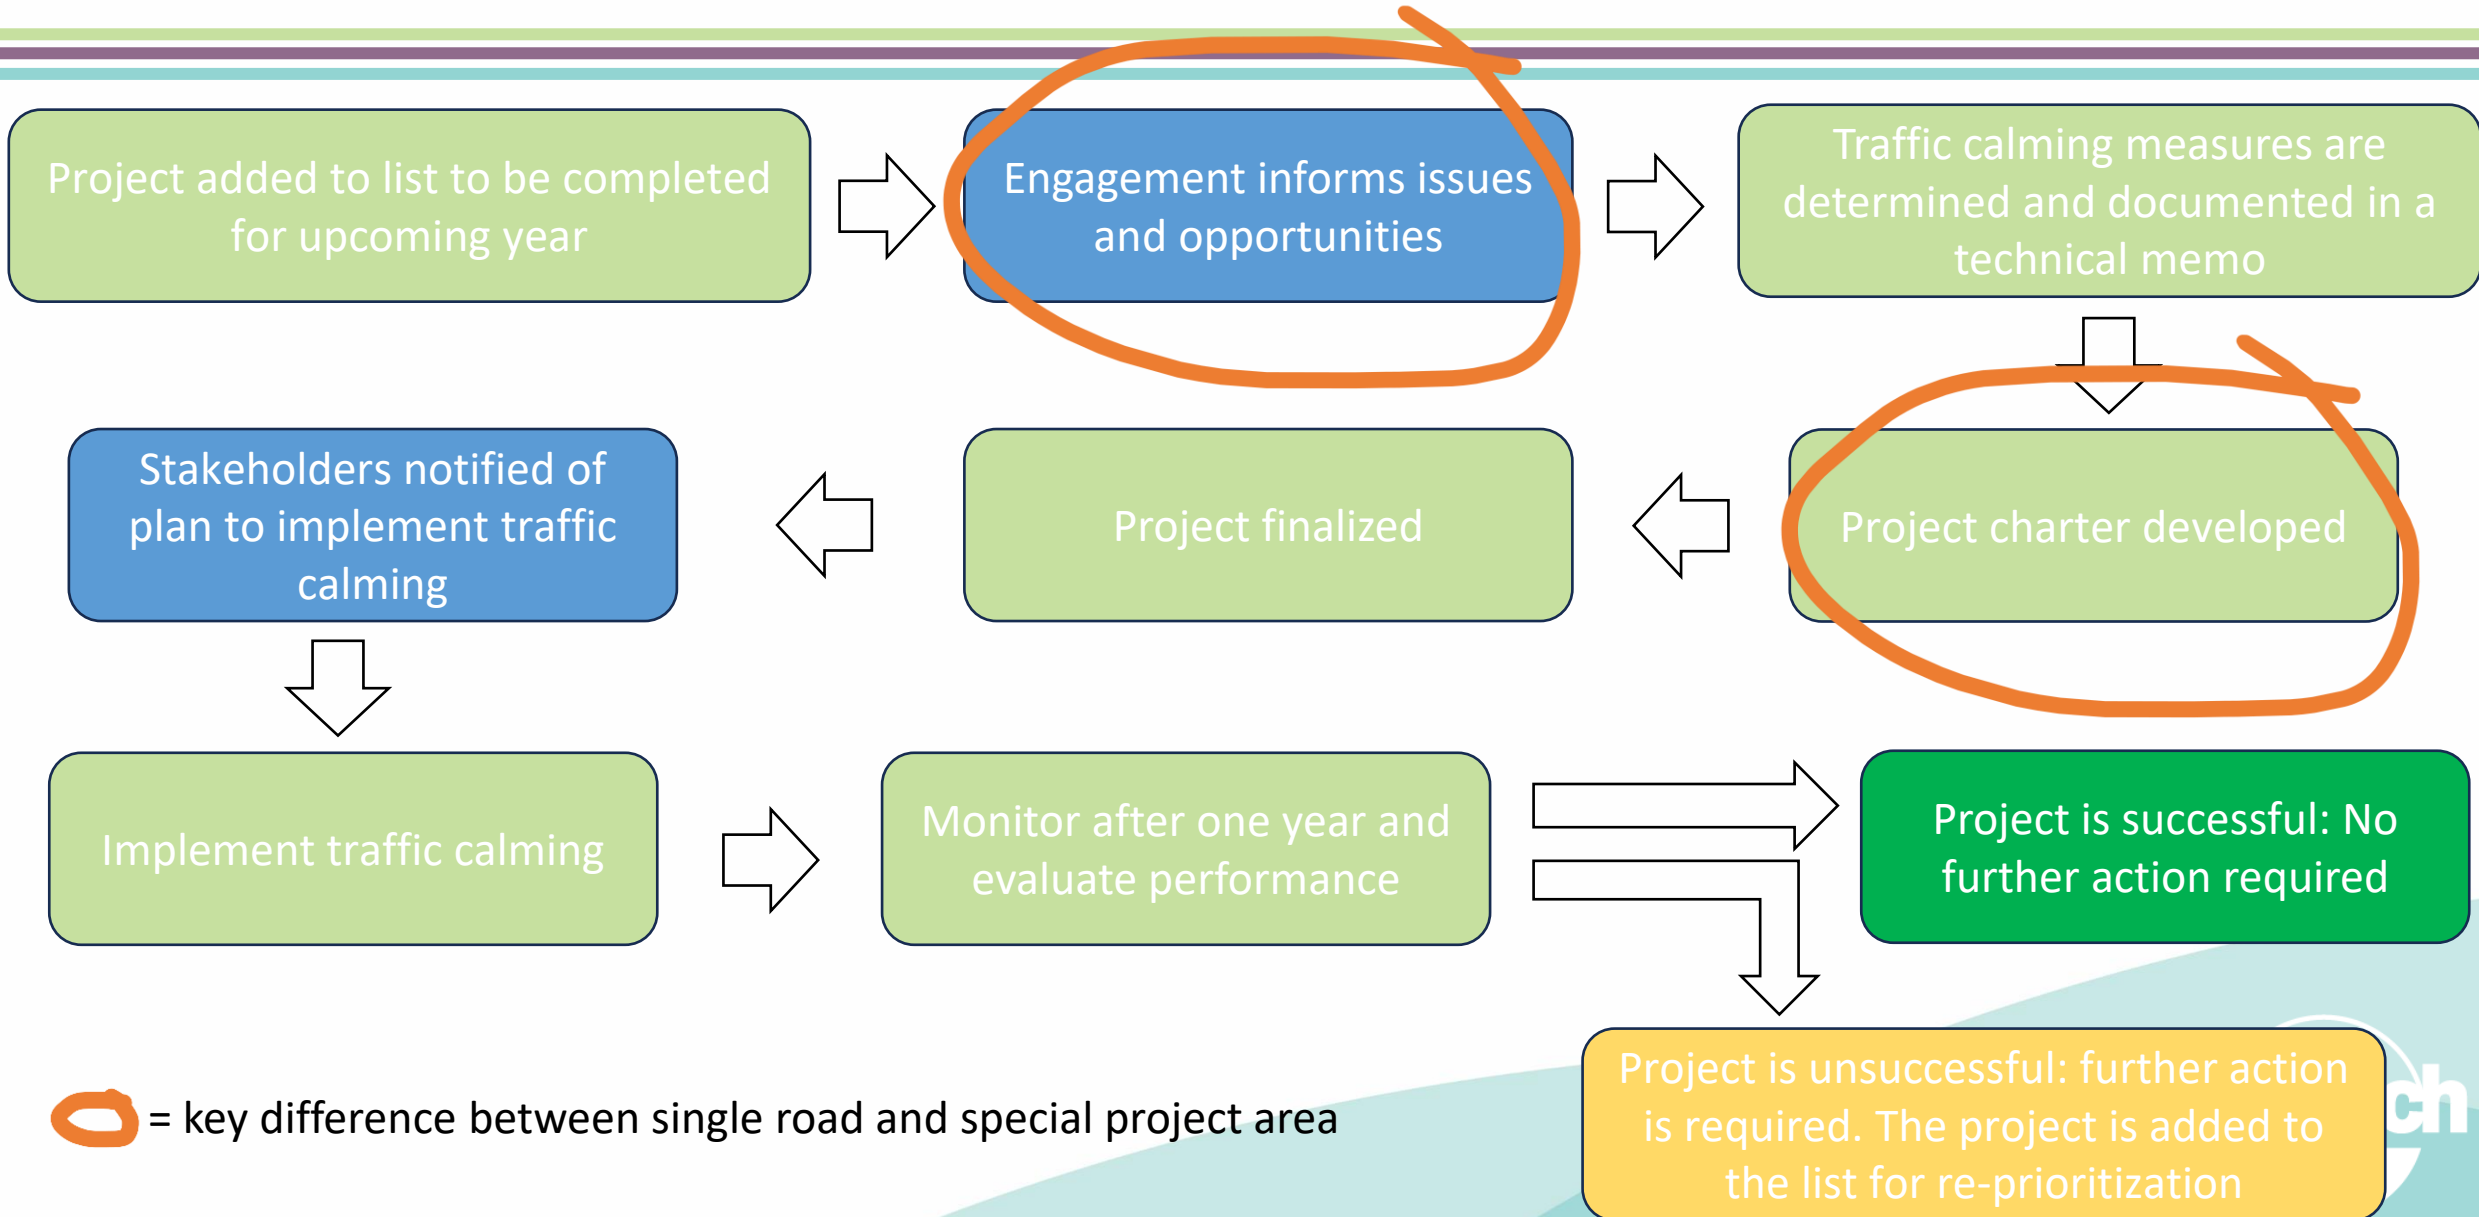 Project added to list to be completed
for upcoming year
Engagement informs issues
and opportunities
Traffic calming measures are
determined and documented in a
technical memo
Stakeholders notified of
plan to implement traffic
calming
Project finalized
Project charter developed
Implement traffic calming
Monitor after one year and
evaluate performance
Project is successful: No
further action required
Project is unsuccessful: further action
is required. The project is added to
the list for re-prioritization
= key difference between single road and special project area
ch